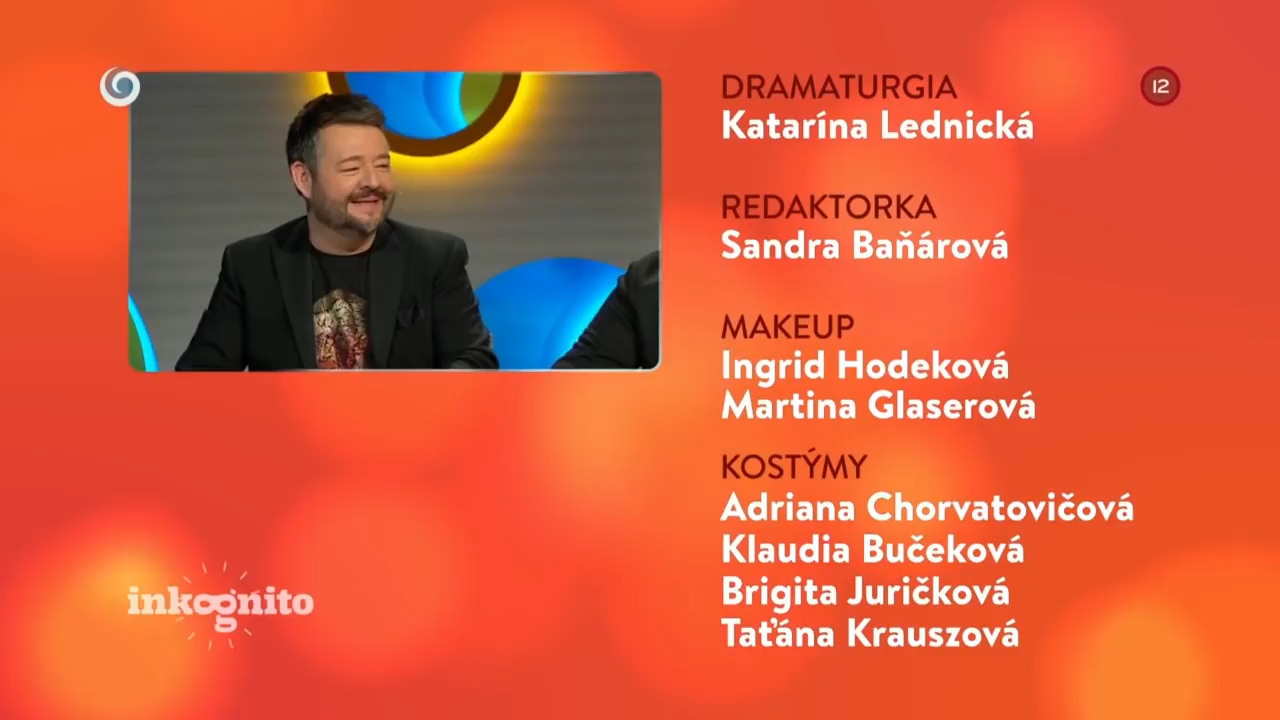 12
DRAMATURGIA
Katarína Lednická
REDAKTORKA
Sandra Baňárová
MAKEUP
Ingrid Hodeková
Martina Glaserová
KOSTÝMY
Adriana Chorvatovičová
Klaudia Bučeková
Brigita Juričková
Taťána Krauszová
inkognito